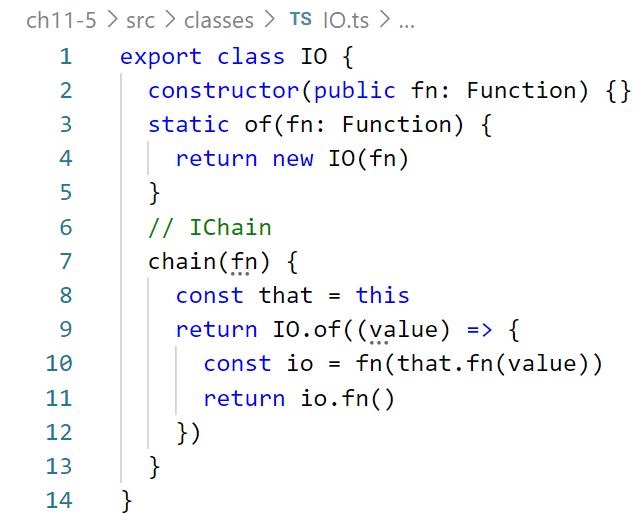 ch11-5 > src > classes > TS IO.ts > ...
1 export class IO {
2 constructor(public fn: Function) {}
3 static of(fn: Function) {
4 return new IO(fn)
5 }
6 // IChain
7 chain(fn) {
8 const that = this
9 return IO.of((value) => {
10 const io = fn(that.fn(value))
11 return io.fn()
12 })
13 }
14 }